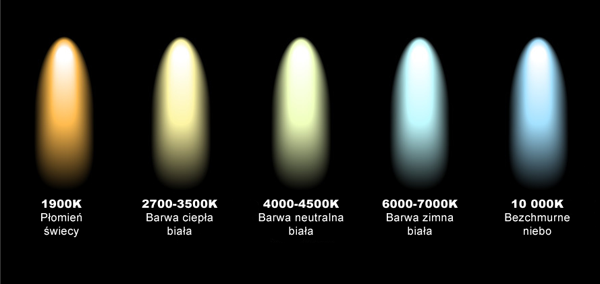 1900K
Płomień
świecy
2700-3500K
Barwa ciepła
biała
4000-4500K
Barwa neutralna
biała
6000-7000K
Barwa zimna
biała
10 000K
Bezchmurne
niebo